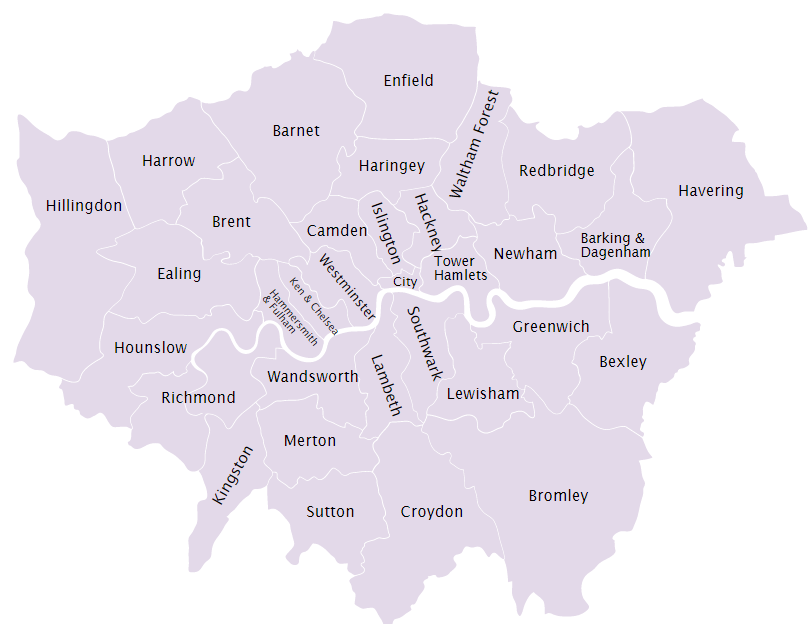 Enfield
Barnet
Waltham Forest
Harrow
Haringey
Redbridge
Havering
Hillingdon
Brent
Camden
Islington
Hackney
Barking &
Dagenham
Newham
Tower
Hamlets
Ealing
Westminster
City
Ken & Chelsea
Hammersmith
& Fulham
Greenwich
Hounslow
Southwark
Bexley
Wandsworth
Lambeth
Lewisham
Richmond
Merton
Kingston
Bromley
Sutton
Croydon